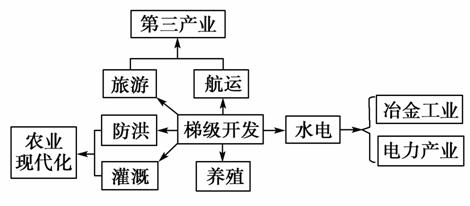 第三产业
旅游
航运
冶金工业
农业
现代化
防洪
梯级开发
水电
电力产业
灌溉
养殖